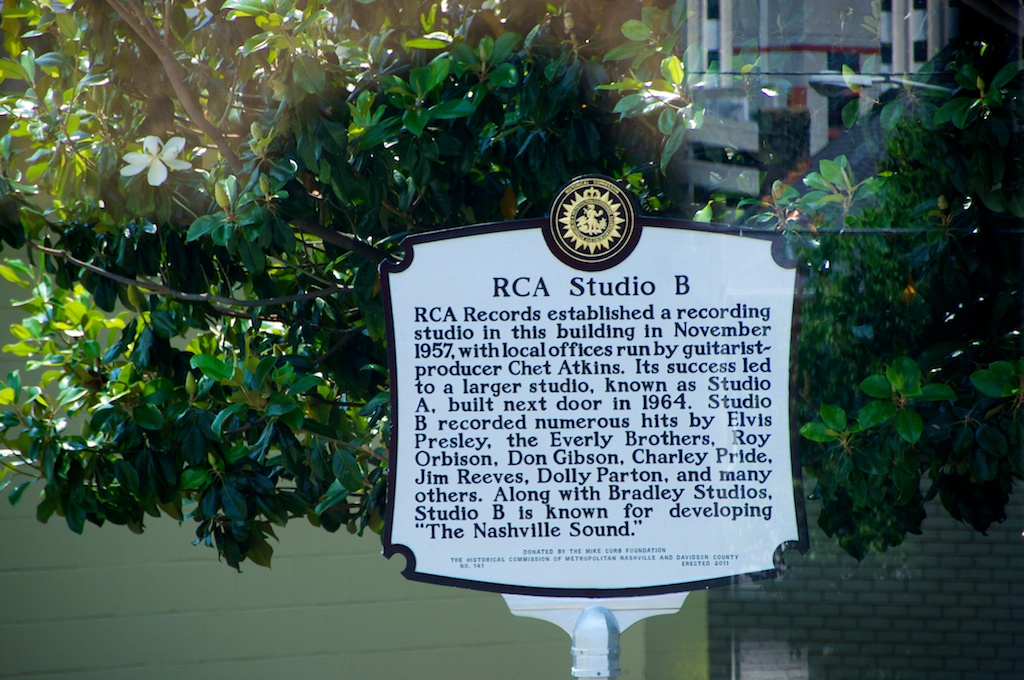 RCA Studio B
RCA Records established a recording
studio in this building in November
1957, with local offices run by guitarist-
producer Chet Atkins. Its success led
to a larger studio, known as Studio
A, built next door in 1964. Studio
B recorded numerous hits by Elvis
Presley, the Everly Brothers, Roy
Orbison, Don Gibson, Charley Pride,
Jim Reeves, Dolly Parton, and many
others. Along with Bradley Studios,
Studio B is known for developing
"The Nashville Sound."
DONATED BY THE MIKE CURB FOUNDATION
THE HISTORICAL COMMISSION OF METROPOLITAN NASHVILLE AND DAVIDSON COUNTY
NO. 141 ERECTED 2011